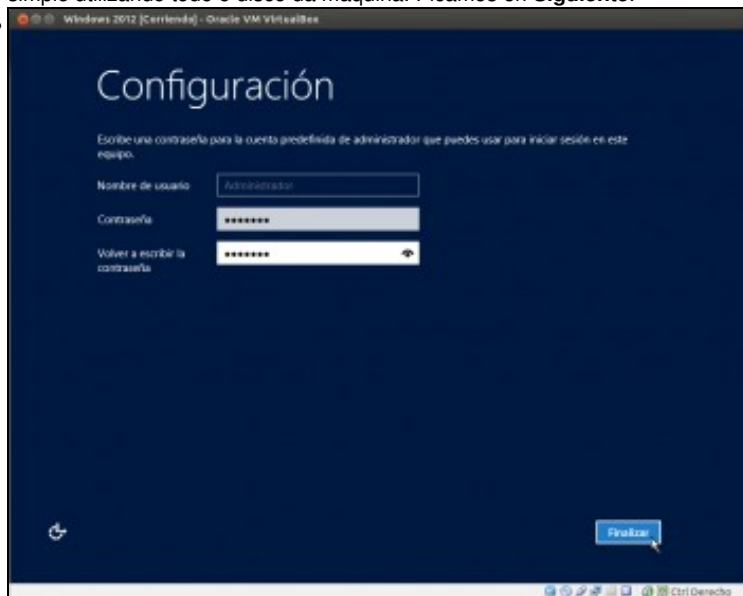 simple utilizando todo o disco da máquina. Picamos en Siguiente.
Windows 2012 [Corriendo] - Oracle VM VirtualBox
Configuración
Escribe una contraseña para la cuenta predefinida de administrador que puedes usar para iniciar sesión en este
equipo.
Nombre de usuario
Administrador
Contraseña
Volver a escribir la
contraseña
Finalizar
Ctrl Derecho